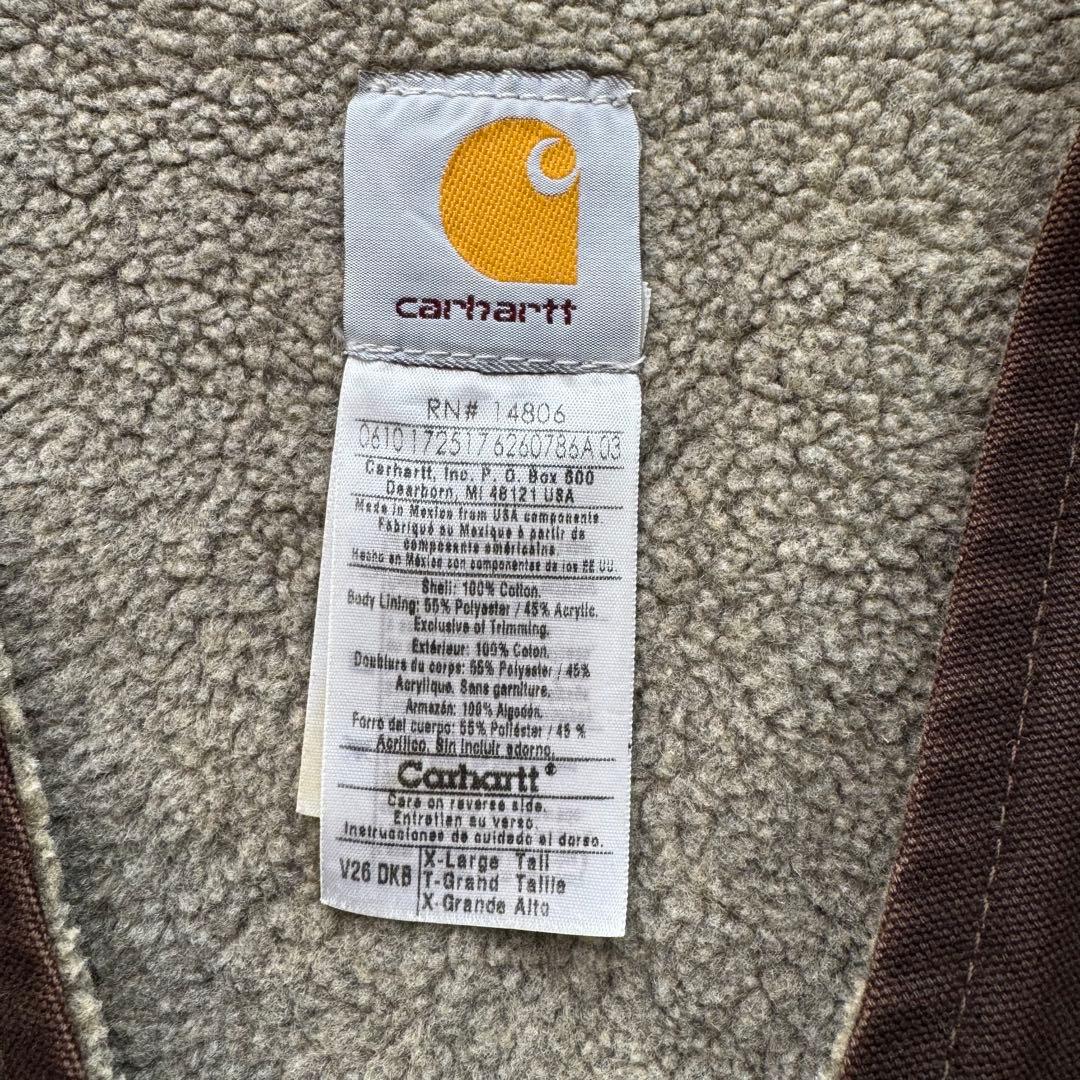 carhartt
RN# 14806
06101725176260786A 03
Carhartt, Inc. P. O. Box 600
Dearborn, MI 48121 USA
Made in Mexico from USA components
Fabriqué au Mexique à partir de
composants américains.
Hecho en México con componentes de los EE.UU.
Shell: 100% Cotton.
Body Lining: 55% Polyester / 45% Acrylic.
Exclusive of Trimming.
Extérieur: 100% Coton.
Doublure du corps: 55% Polyester / 45%
Acrylique. Sans garniture.
Armazón: 100% Algodón.
Forro del cuerpo: 55% Poliéster / 45 %
Acrílico. Sin incluir adorno.
Carhartt®
Care on reverse side.
Entretien au verso.
Instrucciones de cuidado al dorso.
V26 DKB X-Large Tall
T-Grand Taille
X-Grande Alto